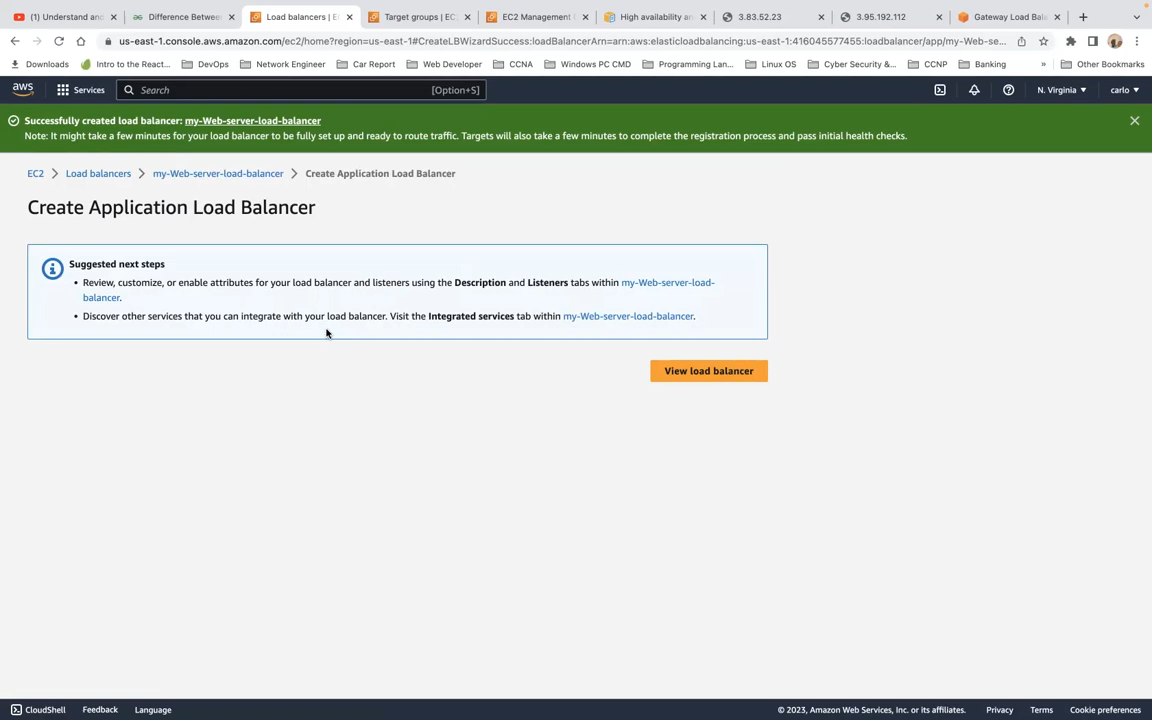 (1) Understand and
Difference Between
Load balancers | E
Target groups | EC
EC2 Management
High availability an
3.83.52.23
3.95.192.112
Gateway Load Bala
us-east-1.console.aws.amazon.com/ec2/home?region=us-east-1#CreateLBWizardSuccess:loadBalancerArn=arn:aws:elasticloadbalancing:us-east-1:416045577455:loadbalancer/app/my-Web-se...
Downloads
Intro to the React...
DevOps
Network Engineer
Car Report
Web Developer
CCNA
Windows PC CMD
Programming Lan...
Linux OS
Cyber Security &...
CCNP
Banking
»
Other Bookmarks
aws
Services
Search
[Option+S]
N. Virginia
carlo
Successfully created load balancer: my-Web-server-load-balancer
Note: It might take a few minutes for your load balancer to be fully set up and ready to route traffic. Targets will also take a few minutes to complete the registration process and pass initial health checks.
EC2 > Load balancers > my-Web-server-load-balancer > Create Application Load Balancer
Create Application Load Balancer
Suggested next steps
• Review, customize, or enable attributes for your load balancer and listeners using the Description and Listeners tabs within my-Web-server-load-
balancer.
• Discover other services that you can integrate with your load balancer. Visit the Integrated services tab within my-Web-server-load-balancer.
View load balancer
CloudShell
Feedback
Language
© 2023, Amazon Web Services, Inc. or its affiliates.
Privacy
Terms
Cookie preferences